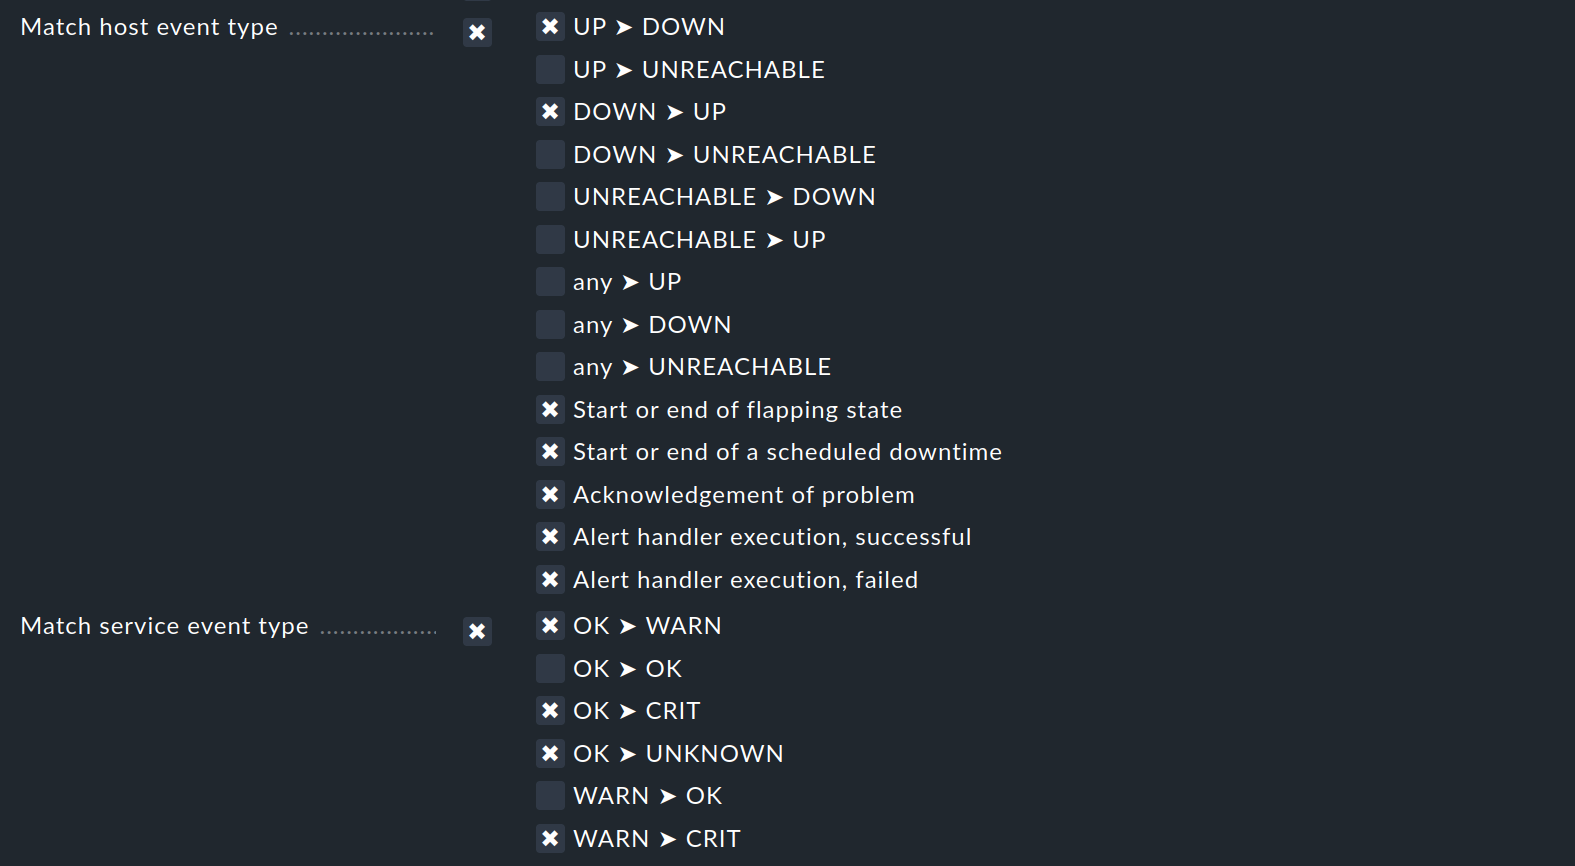 Match host event type ✖ ✖ UP ➤ DOWN
UP ➤ UNREACHABLE
✖ DOWN ➤ UP
DOWN ➤ UNREACHABLE
UNREACHABLE ➤ DOWN
UNREACHABLE ➤ UP
any ➤ UP
any ➤ DOWN
any ➤ UNREACHABLE
✖ Start or end of flapping state
✖ Start or end of a scheduled downtime
✖ Acknowledgement of problem
✖ Alert handler execution, successful
✖ Alert handler execution, failed
Match service event type ✖ ✖ OK ➤ WARN
OK ➤ OK
✖ OK ➤ CRIT
✖ OK ➤ UNKNOWN
WARN ➤ OK
✖ WARN ➤ CRIT